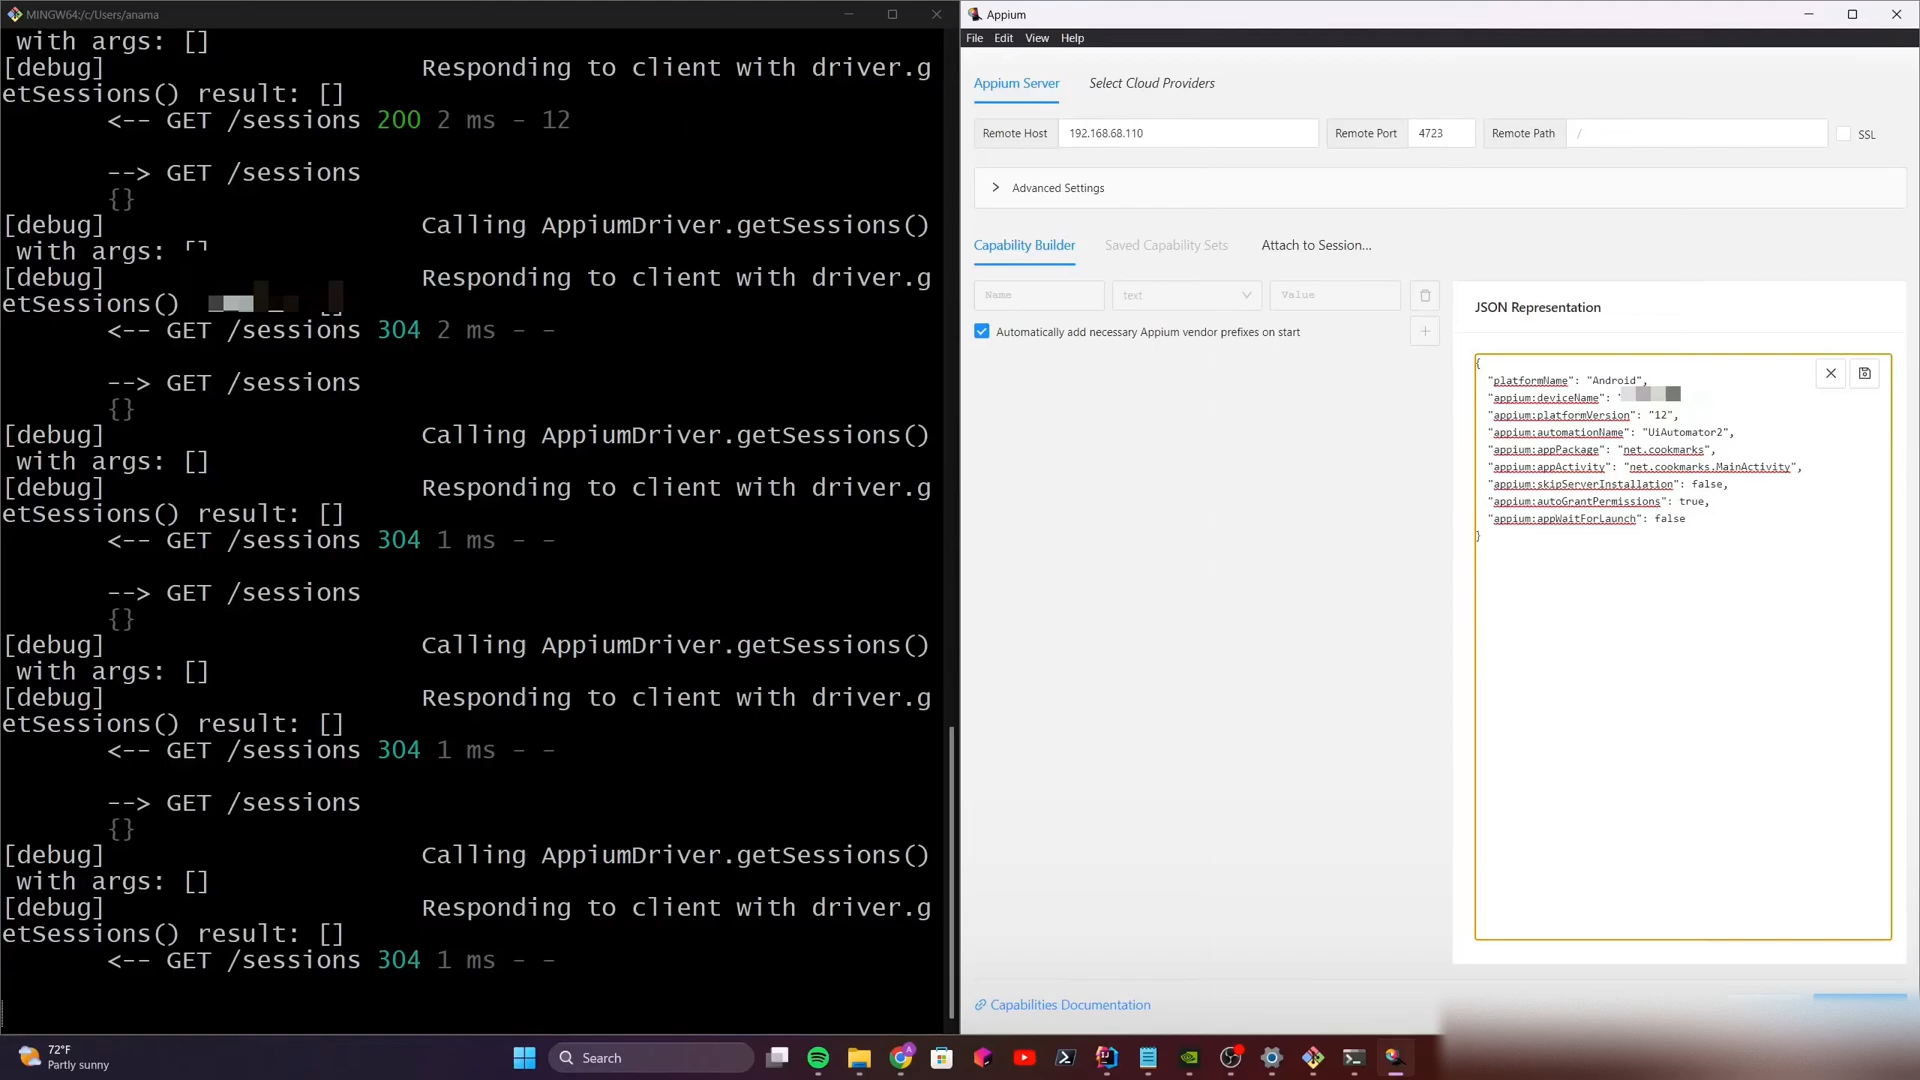 MINGW64:/c/Users/anama
with args: []
[debug] Responding to client with driver.g
etSessions() result: []
<-- GET /sessions 200 2 ms - 12
--> GET /sessions
{}
[debug] Calling AppiumDriver.getSessions()
with args: []
[debug] Responding to client with driver.g
etSessions()
<-- GET /sessions 304 2 ms - -
--> GET /sessions
{}
[debug] Calling AppiumDriver.getSessions()
with args: []
[debug] Responding to client with driver.g
etSessions() result: []
<-- GET /sessions 304 1 ms - -
--> GET /sessions
{}
[debug] Calling AppiumDriver.getSessions()
with args: []
[debug] Responding to client with driver.g
etSessions() result: []
<-- GET /sessions 304 1 ms - -
--> GET /sessions
{}
[debug] Calling AppiumDriver.getSessions()
with args: []
[debug] Responding to client with driver.g
etSessions() result: []
<-- GET /sessions 304 1 ms - -
Appium
File Edit View Help
Appium Server Select Cloud Providers
Remote Host 192.168.68.110 Remote Port 4723 Remote Path / SSL
Advanced Settings
Capability Builder Saved Capability Sets Attach to Session...
Name text Value
Automatically add necessary Appium vendor prefixes on start
JSON Representation
{
"platformName": "Android",
"appium:deviceName": "
"appium:platformVersion": "12",
"appium:automationName": "UiAutomator2",
"appium:appPackage": "net.cookmarks",
"appium:appActivity": "net.cookmarks.MainActivity",
"appium:skipServerInstallation": false,
"appium:autoGrantPermissions": true,
"appium:appWaitForLaunch": false
}
Capabilities Documentation
72°F
Partly sunny
Search